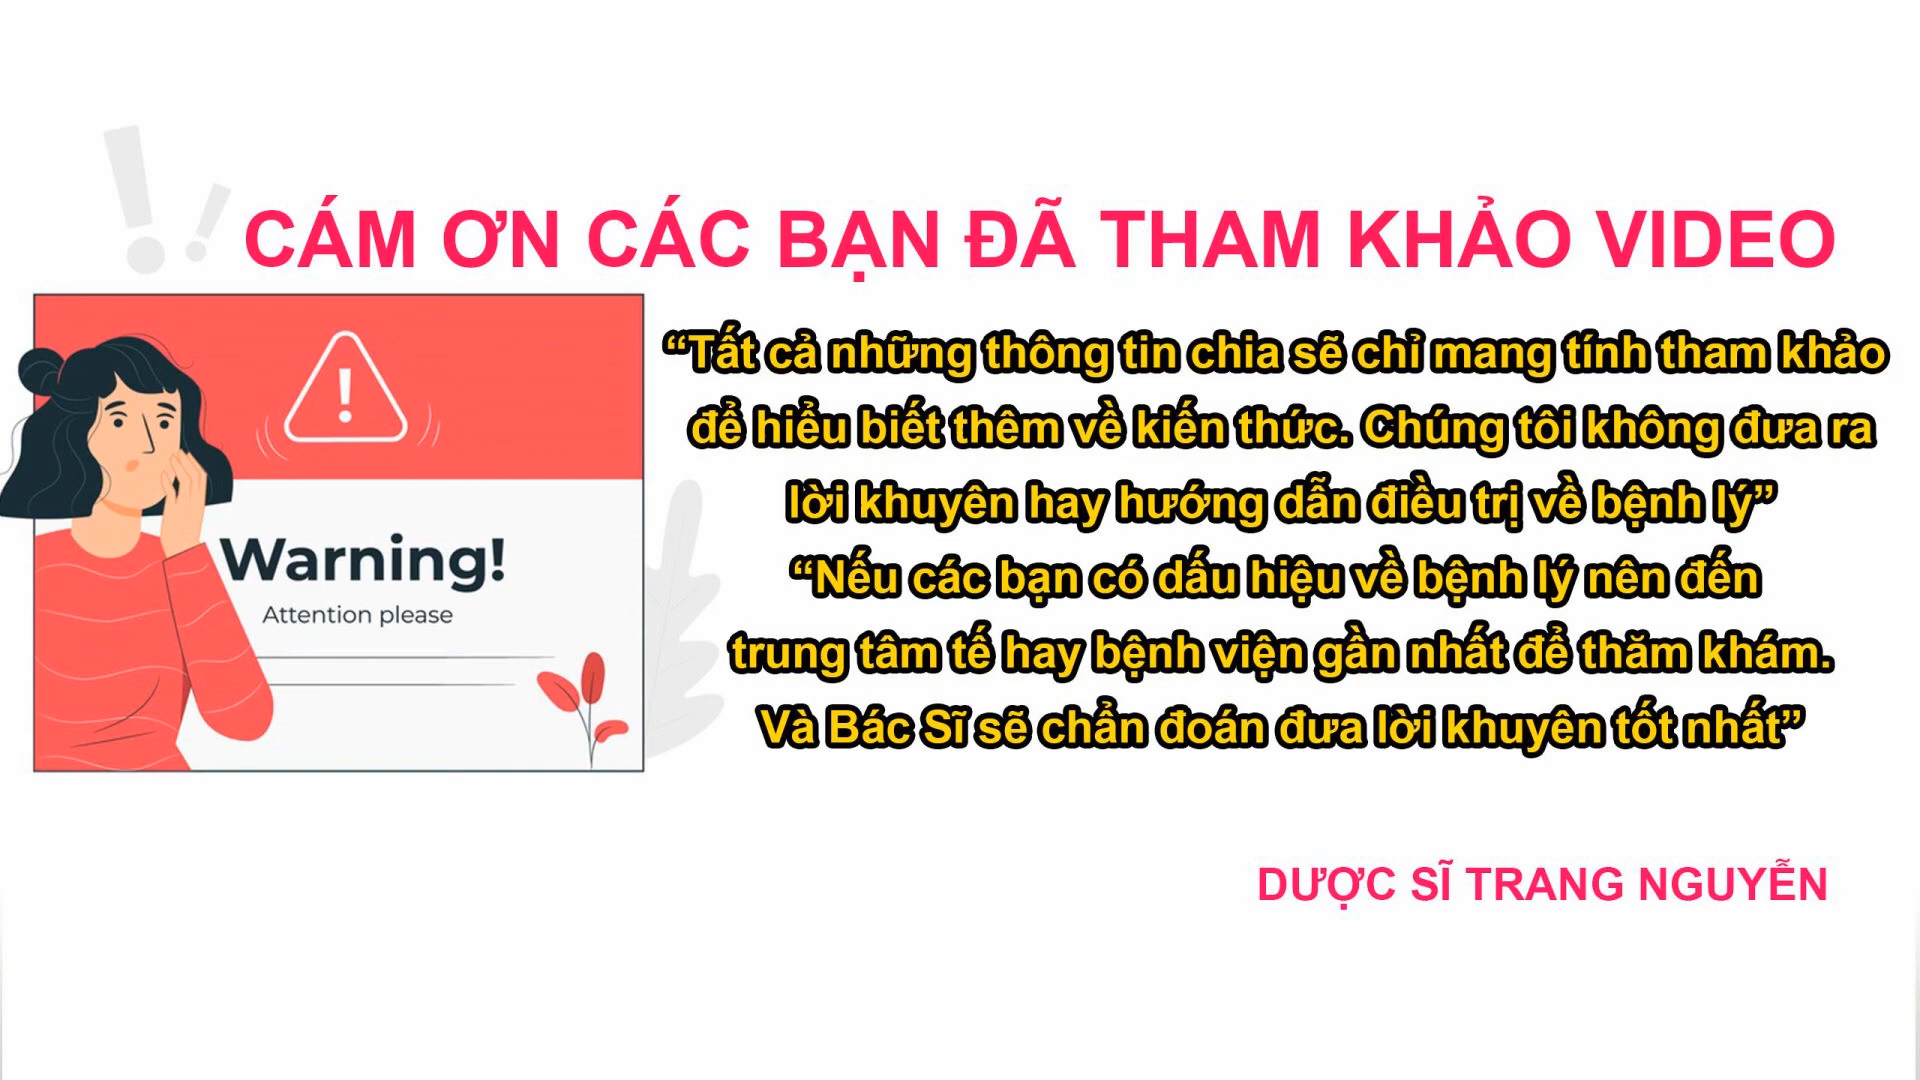 CÁM ƠN CÁC BẠN ĐÃ THAM KHẢO VIDEO
“Tất cả những thông tin chia sẽ chỉ mang tính tham khảo
để hiểu biết thêm về kiến thức. Chúng tôi không đưa ra
lời khuyên hay hướng dẫn điều trị về bệnh lý”
“Nếu các bạn có dấu hiệu về bệnh lý nên đến
trung tâm tế hay bệnh viện gần nhất để thăm khám.
Và Bác Sĩ sẽ chẩn đoán đưa lời khuyên tốt nhất”
Warning!
Attention please
DƯỢC SĨ TRANG NGUYỄN